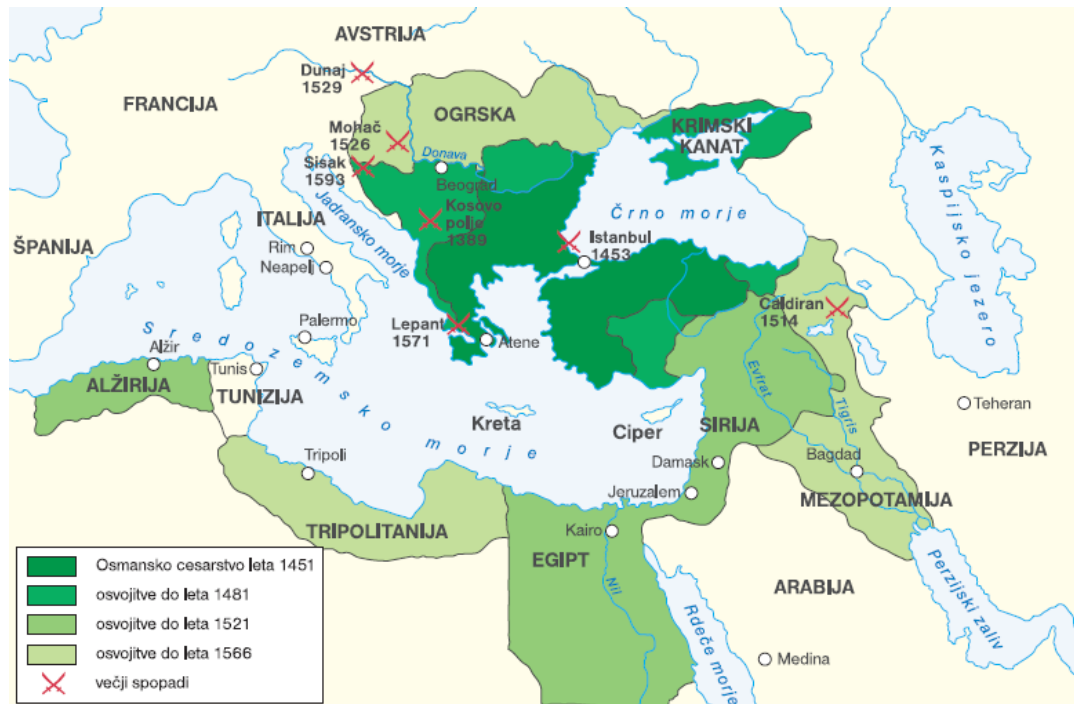 AVSTRIJA
Dunaj
1529
FRANCIJA
OGRSKA
KRIMSKI
KANAT
Mohač
1526
Donava
Sisak
1593
Beograd
Kaspijsko jezero
Kosovo
polje
1389
Jadransko morje
Črno morje
ITALIJA
ŠPANIJA
Rim
Neapelj
Istanbul
1453
Čaldiran
1514
Palermo
Lepant
1571
Atene
Sredozemsko morje
Alžir
ALŽIRIJA
Tunis
TUNIZIJA
Evfrat
Tigris
Teheran
Kreta
Ciper
SIRIJA
PERZIJA
Tripoli
Damask
Bagdad
Jeruzalem
MEZOPOTAMIJA
TRIPOLITANIJA
Kairo
EGIPT
Nil
ARABIJA
Perzijski zaliv
Rdeče morje
Medina
Osmansko cesarstvo leta 1451
osvojitve do leta 1481
osvojitve do leta 1521
osvojitve do leta 1566
večji spopadi